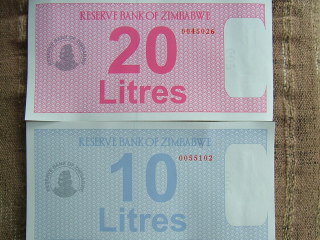 RESERVE BANK OF ZIMBABWE
0045026
20
Litres
RESERVE BANK OF ZIMBABWE
0055102
10
Litres